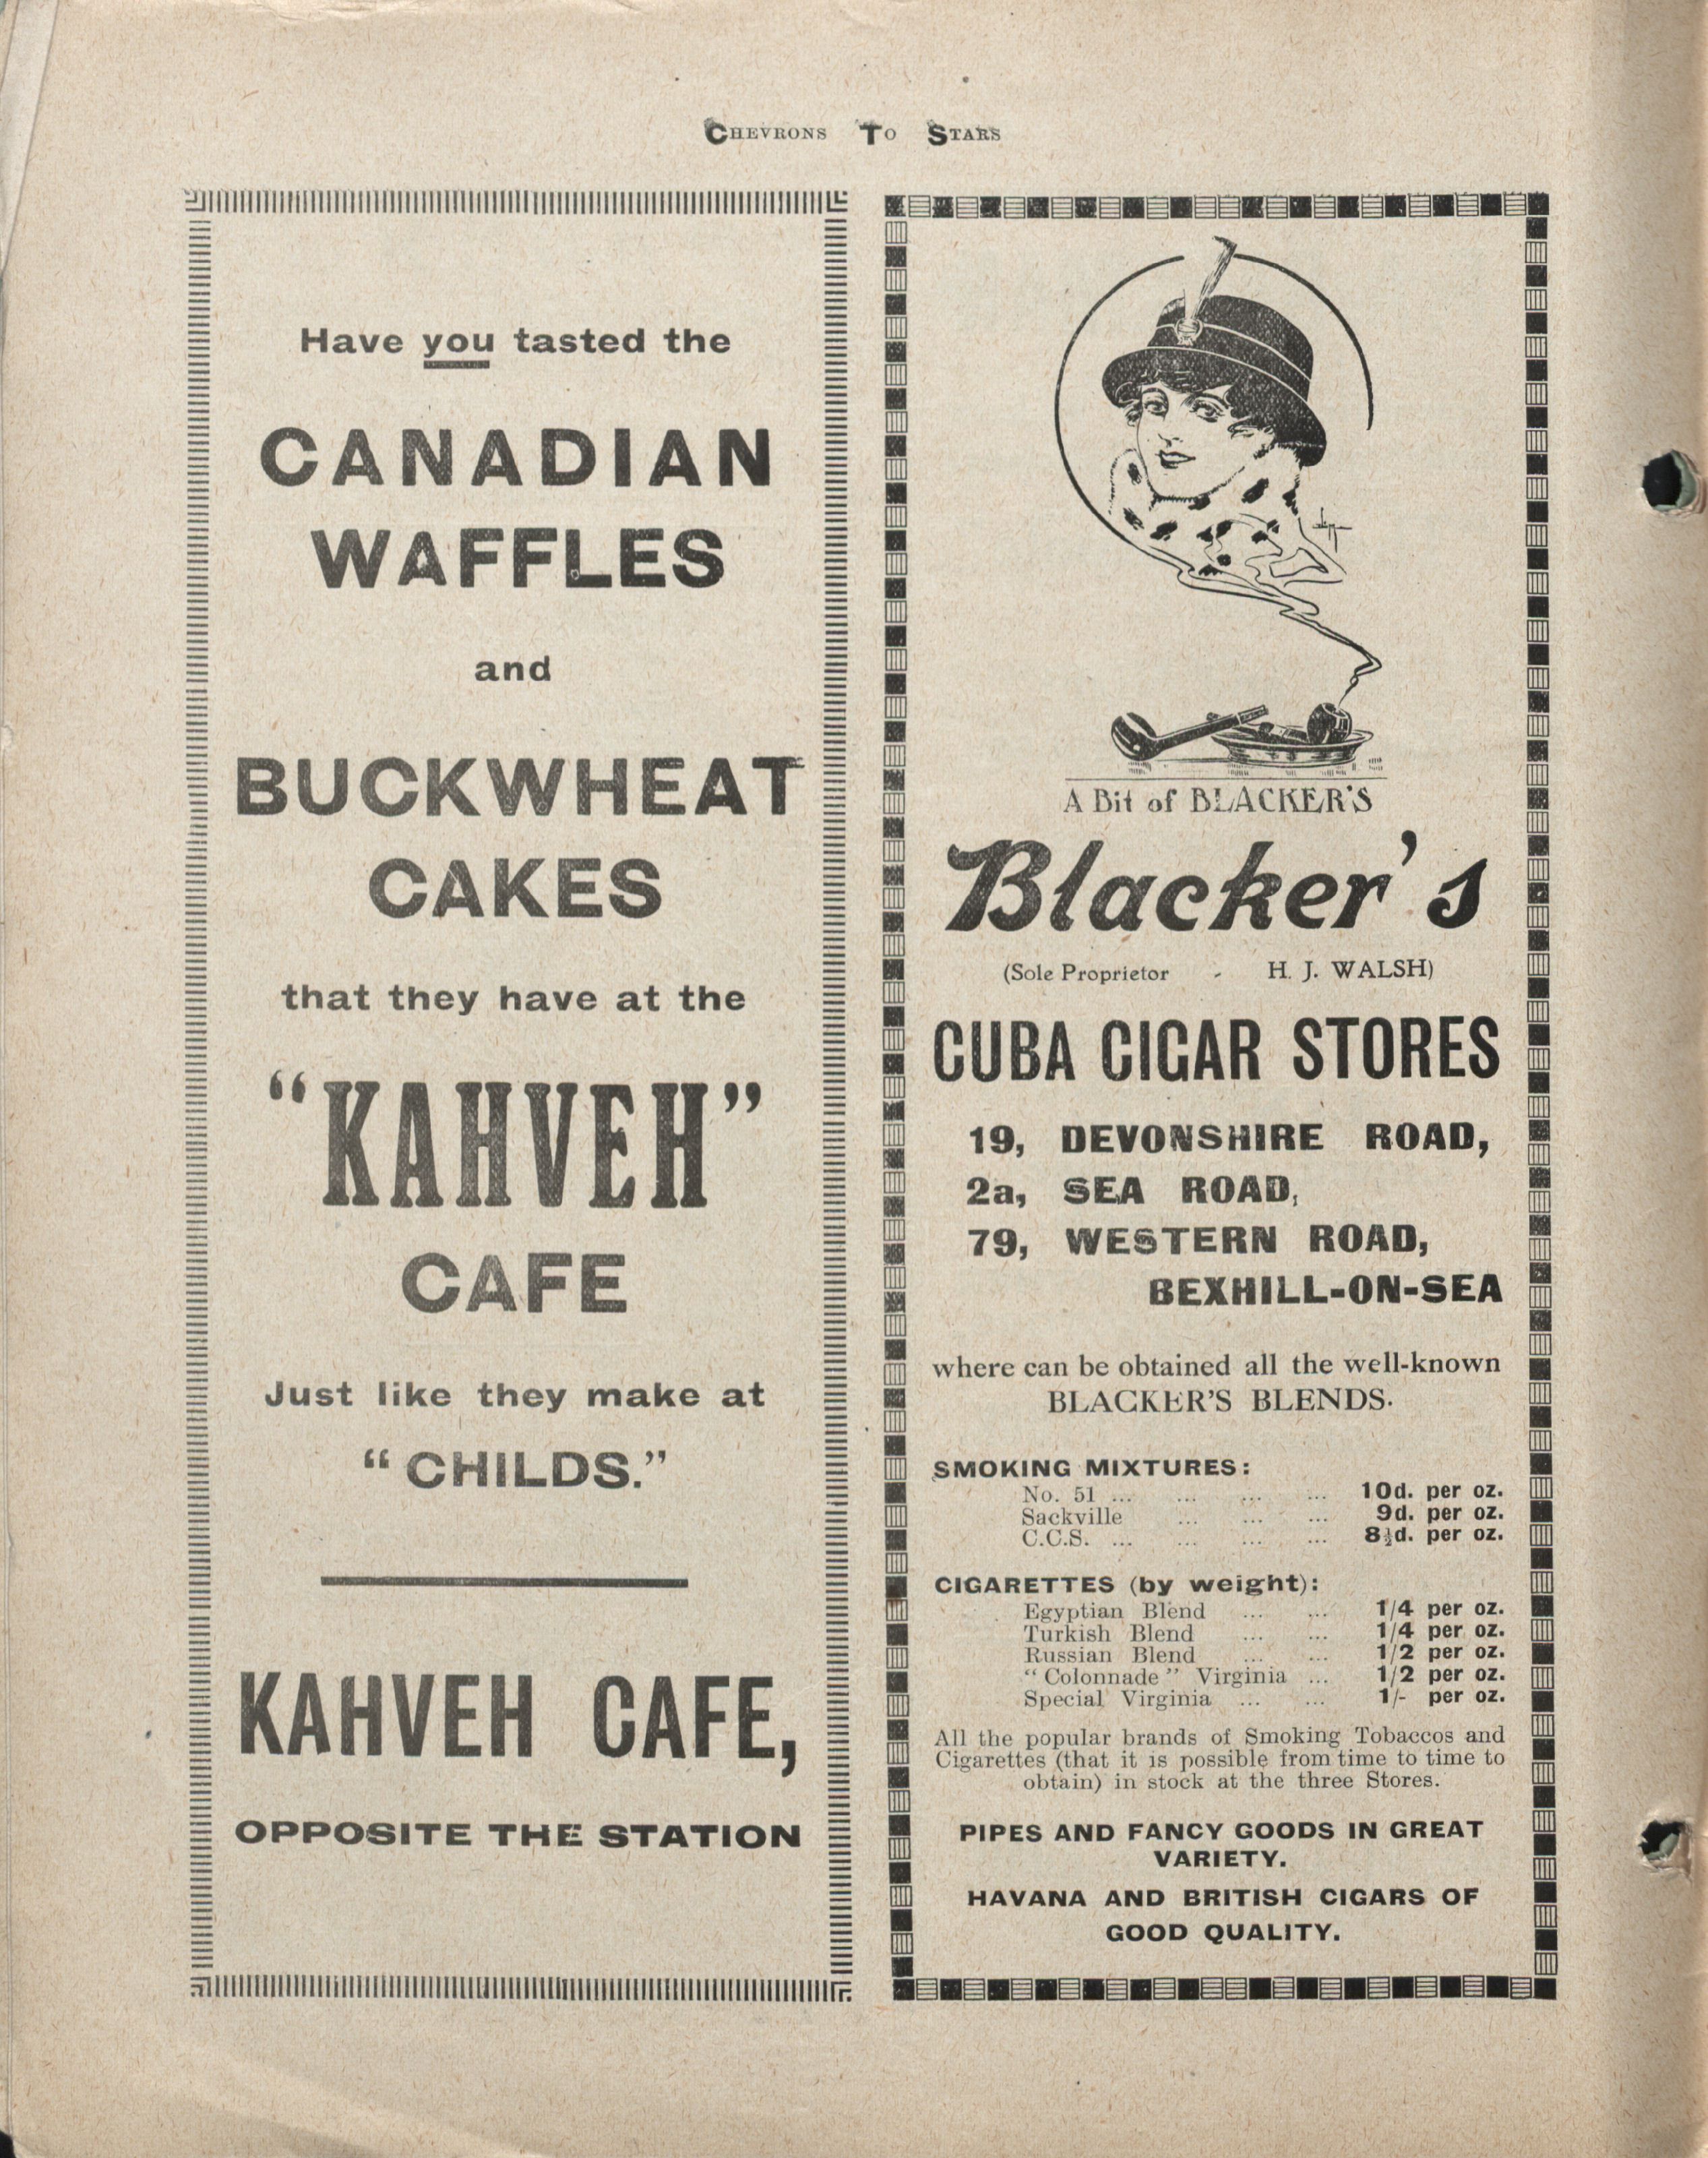 CHEVRONS TO STARS
Have you tasted the
CANADIAN
WAFFLES
and
BUCKWHEAT
CAKES
that they have at the
“KAHVEH”
CAFE
Just like they make at
“CHILDS.”
KAHVEH CAFE,
OPPOSITE THE STATION
A Bit of BLACKER'S
Blacker's
(Sole Proprietor - H. J. WALSH)
CUBA CIGAR STORES
19, DEVONSHIRE ROAD,
2a, SEA ROAD,
79, WESTERN ROAD,
BEXHILL-ON-SEA
where can be obtained all the well-known
BLACKER'S BLENDS.
SMOKING MIXTURES:
No. 51 ... ... ... ... 10d. per oz.
Sackville ... ... ... 9d. per oz.
C.C.S. ... ... ... ... 8½d. per oz.
CIGARETTES (by weight):
Egyptian Blend ... ... 1/4 per oz.
Turkish Blend ... ... 1/4 per oz.
Russian Blend ... ... 1/2 per oz.
“Colonnade” Virginia ... 1/2 per oz.
Special Virginia ... ... 1/- per oz.
All the popular brands of Smoking Tobaccos and
Cigarettes (that it is possible from time to time to
obtain) in stock at the three Stores.
PIPES AND FANCY GOODS IN GREAT
VARIETY.
HAVANA AND BRITISH CIGARS OF
GOOD QUALITY.